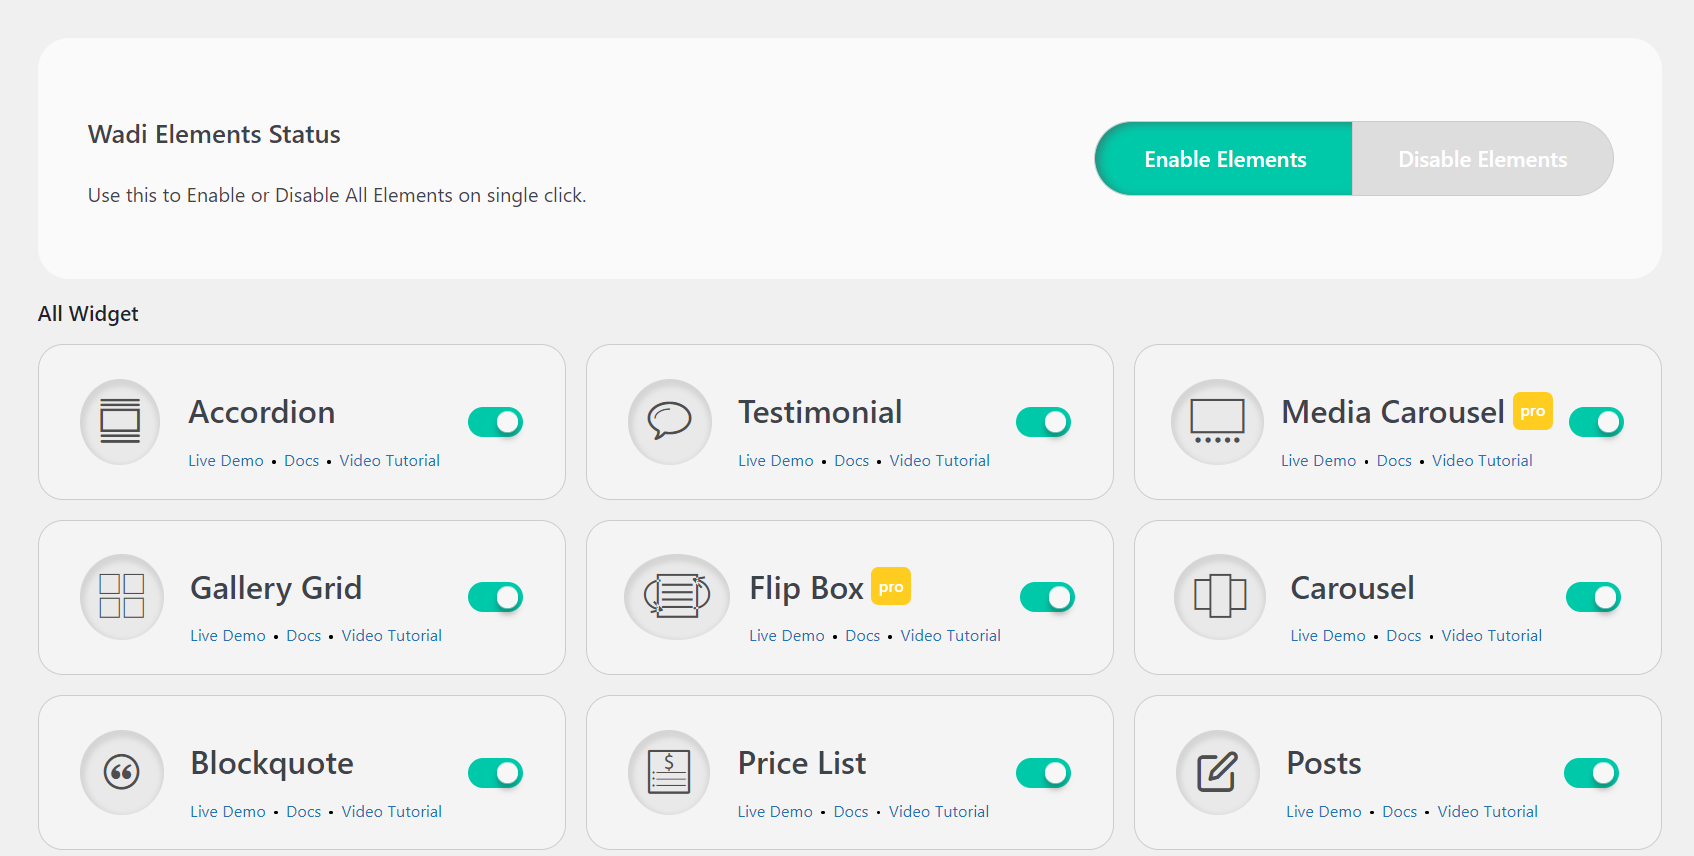 Wadi Elements Status
Use this to Enable or Disable All Elements on single click.
Enable Elements
Disable Elements
All Widget
Accordion
Live Demo • Docs • Video Tutorial
Testimonial
Live Demo • Docs • Video Tutorial
Media Carousel pro
Live Demo • Docs • Video Tutorial
Gallery Grid
Live Demo • Docs • Video Tutorial
Flip Box pro
Live Demo • Docs • Video Tutorial
Carousel
Live Demo • Docs • Video Tutorial
Blockquote
Live Demo • Docs • Video Tutorial
Price List
Live Demo • Docs • Video Tutorial
Posts
Live Demo • Docs • Video Tutorial